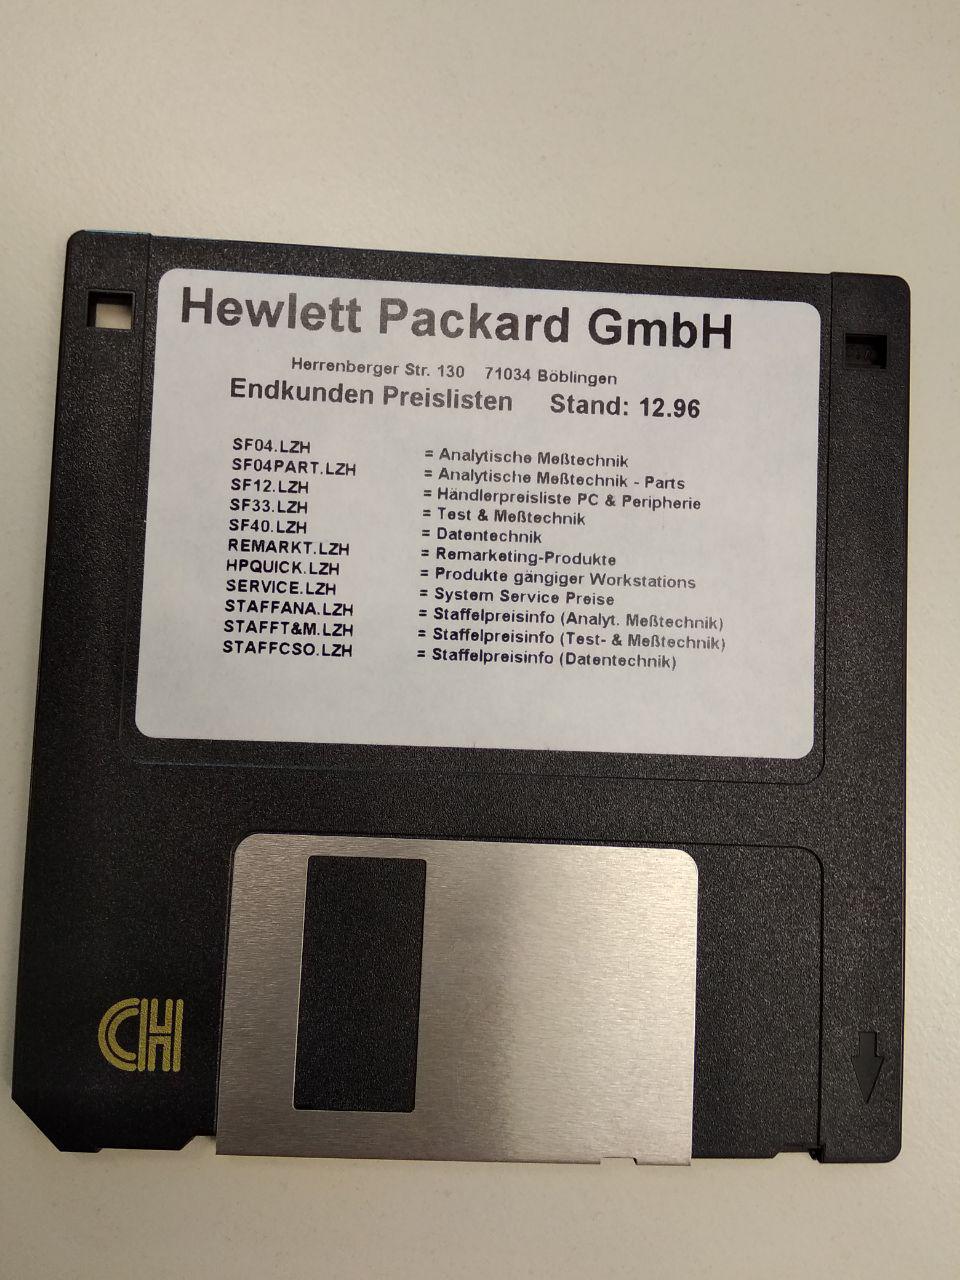 Hewlett Packard GmbH
Herrenberger Str. 130 71034 Böblingen
Endkunden Preislisten Stand: 12.96
SF04.LZH = Analytische Meßtechnik
SF04PART.LZH = Analytische Meßtechnik - Parts
SF12.LZH = Händlerpreisliste PC & Peripherie
SF33.LZH = Test & Meßtechnik
SF40.LZH = Datentechnik
REMARKT.LZH = Remarketing-Produkte
HPQUICK.LZH = Produkte gängiger Workstations
SERVICE.LZH = System Service Preise
STAFFANA.LZH = Staffelpreisinfo (Analyt. Meßtechnik)
STAFFT&M.LZH = Staffelpreisinfo (Test- & Meßtechnik)
STAFFCSO.LZH = Staffelpreisinfo (Datentechnik)
CH